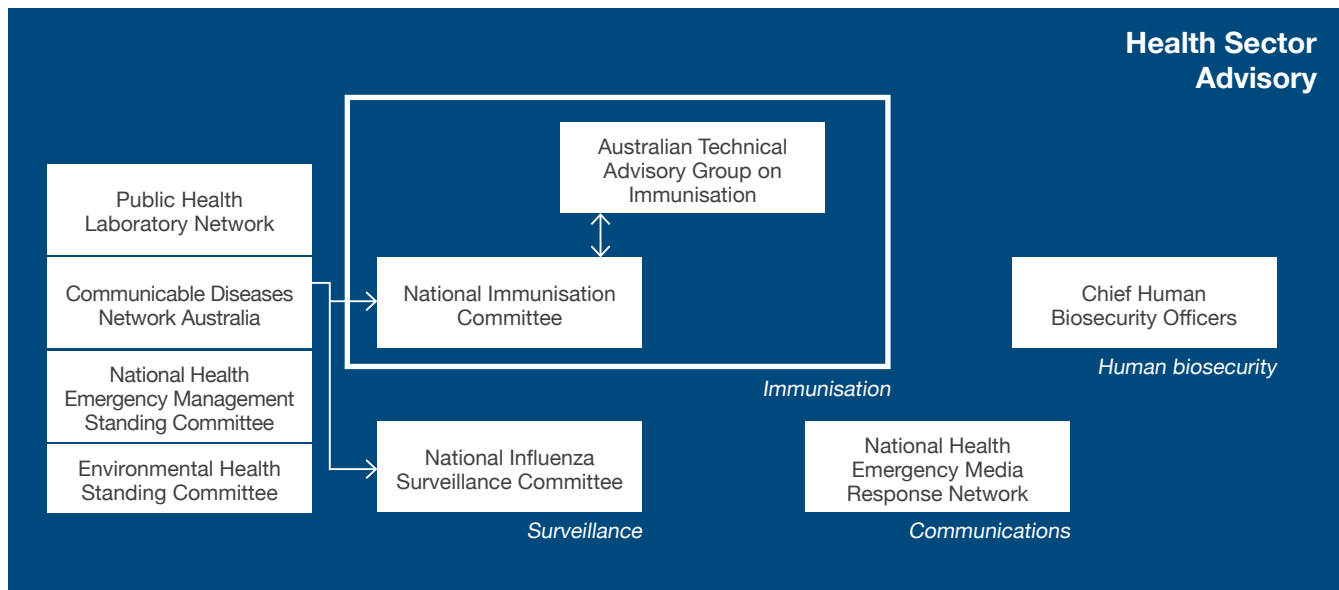 Health Sector
Advisory
Australian Technical
Advisory Group on
Immunisation
Public Health
Laboratory Network
Communicable Diseases
Network Australia
National Immunisation
Committee
Chief Human
Biosecurity Officers
Human biosecurity
National Health
Emergency Management
Standing Committee
Immunisation
Environmental Health
Standing Committee
National Influenza
Surveillance Committee
Surveillance
National Health
Emergency Media
Response Network
Communications